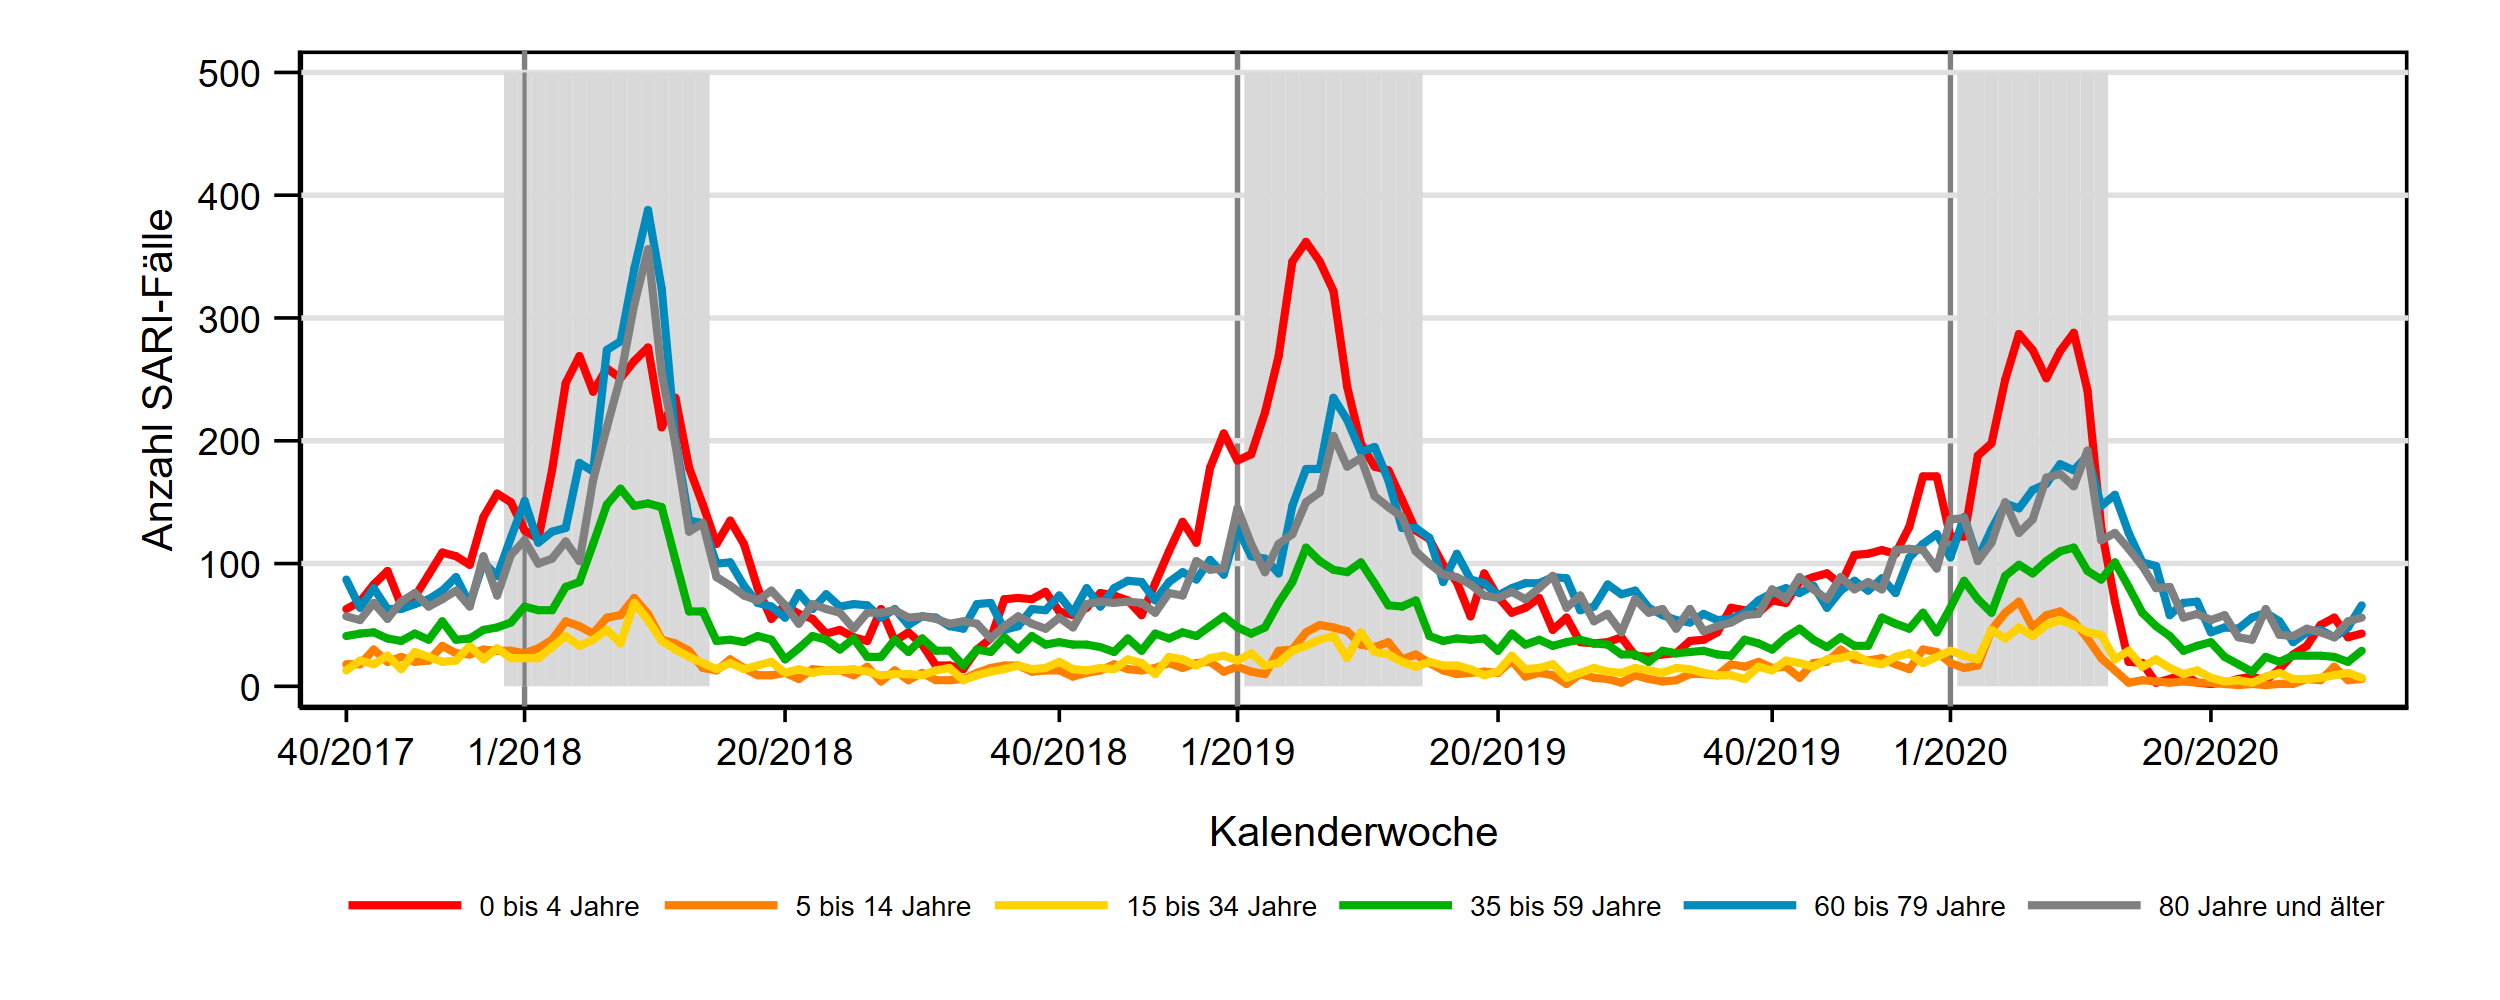 500
400
300
200
100
0
Anzahl SARI-Fälle
40/2017 1/2018 20/2018 40/2018 1/2019 20/2019 40/2019 1/2020 20/2020
Kalenderwoche
0 bis 4 Jahre 5 bis 14 Jahre 15 bis 34 Jahre 35 bis 59 Jahre 60 bis 79 Jahre 80 Jahre und älter